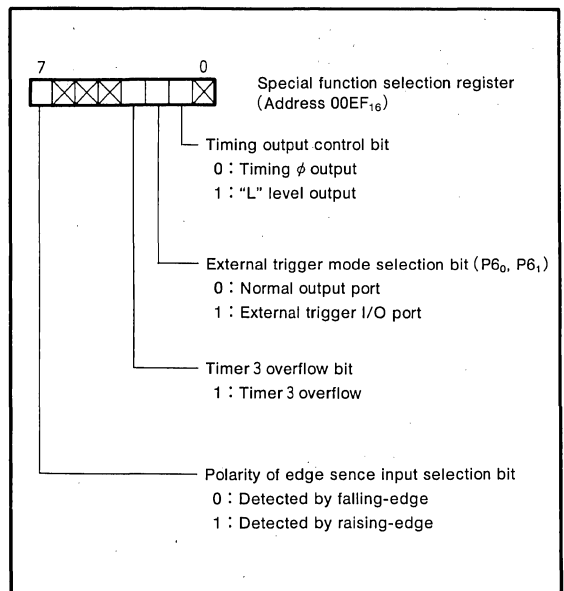 7 0
Special function selection register
(Address 00EF₁₆)
Timing output control bit
0 : Timing ϕ output
1 : “L” level output
External trigger mode selection bit (P6₀, P6₁)
0 : Normal output port
1 : External trigger I/O port
Timer 3 overflow bit
1 : Timer 3 overflow
Polarity of edge sence input selection bit
0 : Detected by falling-edge
1 : Detected by raising-edge